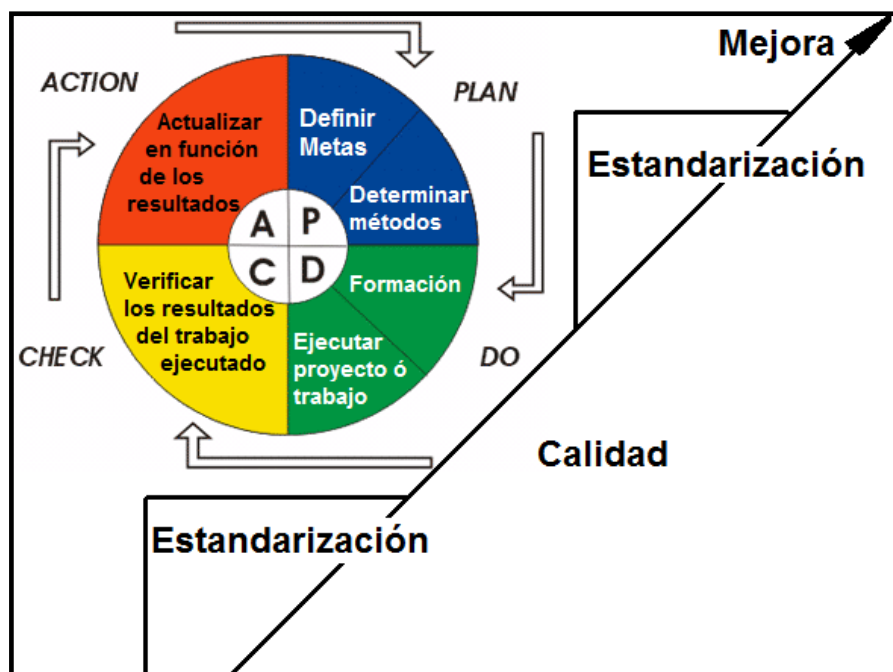 Mejora
ACTION
PLAN
Actualizar
en función
de los
resultados
Definir
Metas
Determinar
métodos
Estandarización
A P
C D
Verificar
los resultados
del trabajo
ejecutado
Formación
Ejecutar
proyecto ó
trabajo
CHECK
DO
Calidad
Estandarización